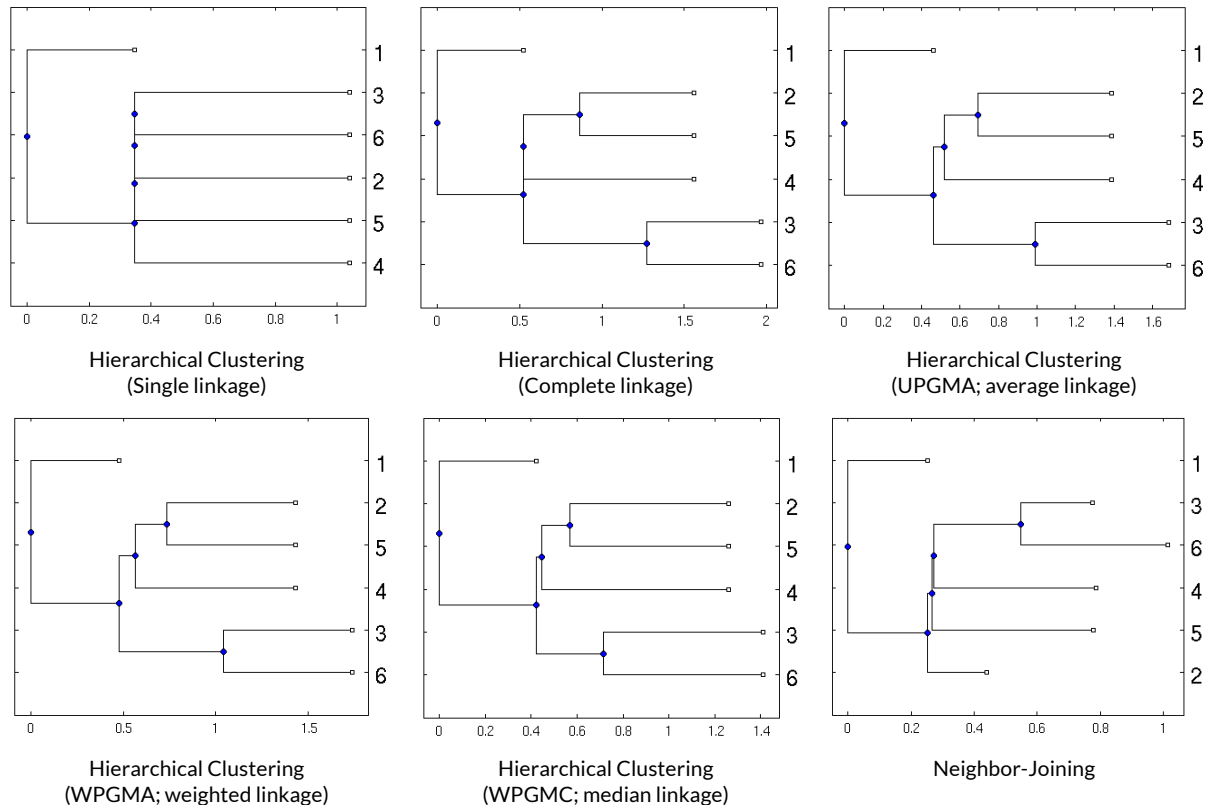 1
3
6
2
5
4
0 0.2 0.4 0.6 0.8 1
Hierarchical Clustering
(Single linkage)
1
2
5
4
3
6
0 0.5 1 1.5 2
Hierarchical Clustering
(Complete linkage)
1
2
5
4
3
6
0 0.2 0.4 0.6 0.8 1 1.2 1.4 1.6
Hierarchical Clustering
(UPGMA; average linkage)
1
2
5
4
3
6
0 0.5 1 1.5
Hierarchical Clustering
(WPGMA; weighted linkage)
1
2
5
4
3
6
0 0.2 0.4 0.6 0.8 1 1.2 1.4
Hierarchical Clustering
(WPGMC; median linkage)
1
3
6
4
5
2
0 0.2 0.4 0.6 0.8 1
Neighbor-Joining